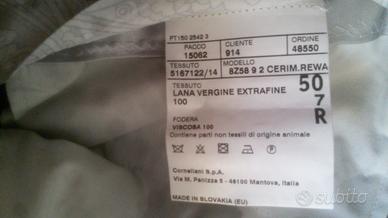 PT150 2542 3
PACCO CLIENTE ORDINE
15062 914 48550
TESSUTO MODELLO
5167122/14 8Z58 9 2 CERIM.REWA
TESSUTO
LANA VERGINE EXTRAFINE
100
50
7
R
FODERA
VISCOSA 100
Contiene parti non tessili di origine animale
Corneliani S.p.A.
Via M. Panizza 5 - 46100 Mantova, Italia
MADE IN SLOVAKIA (EU)
subito